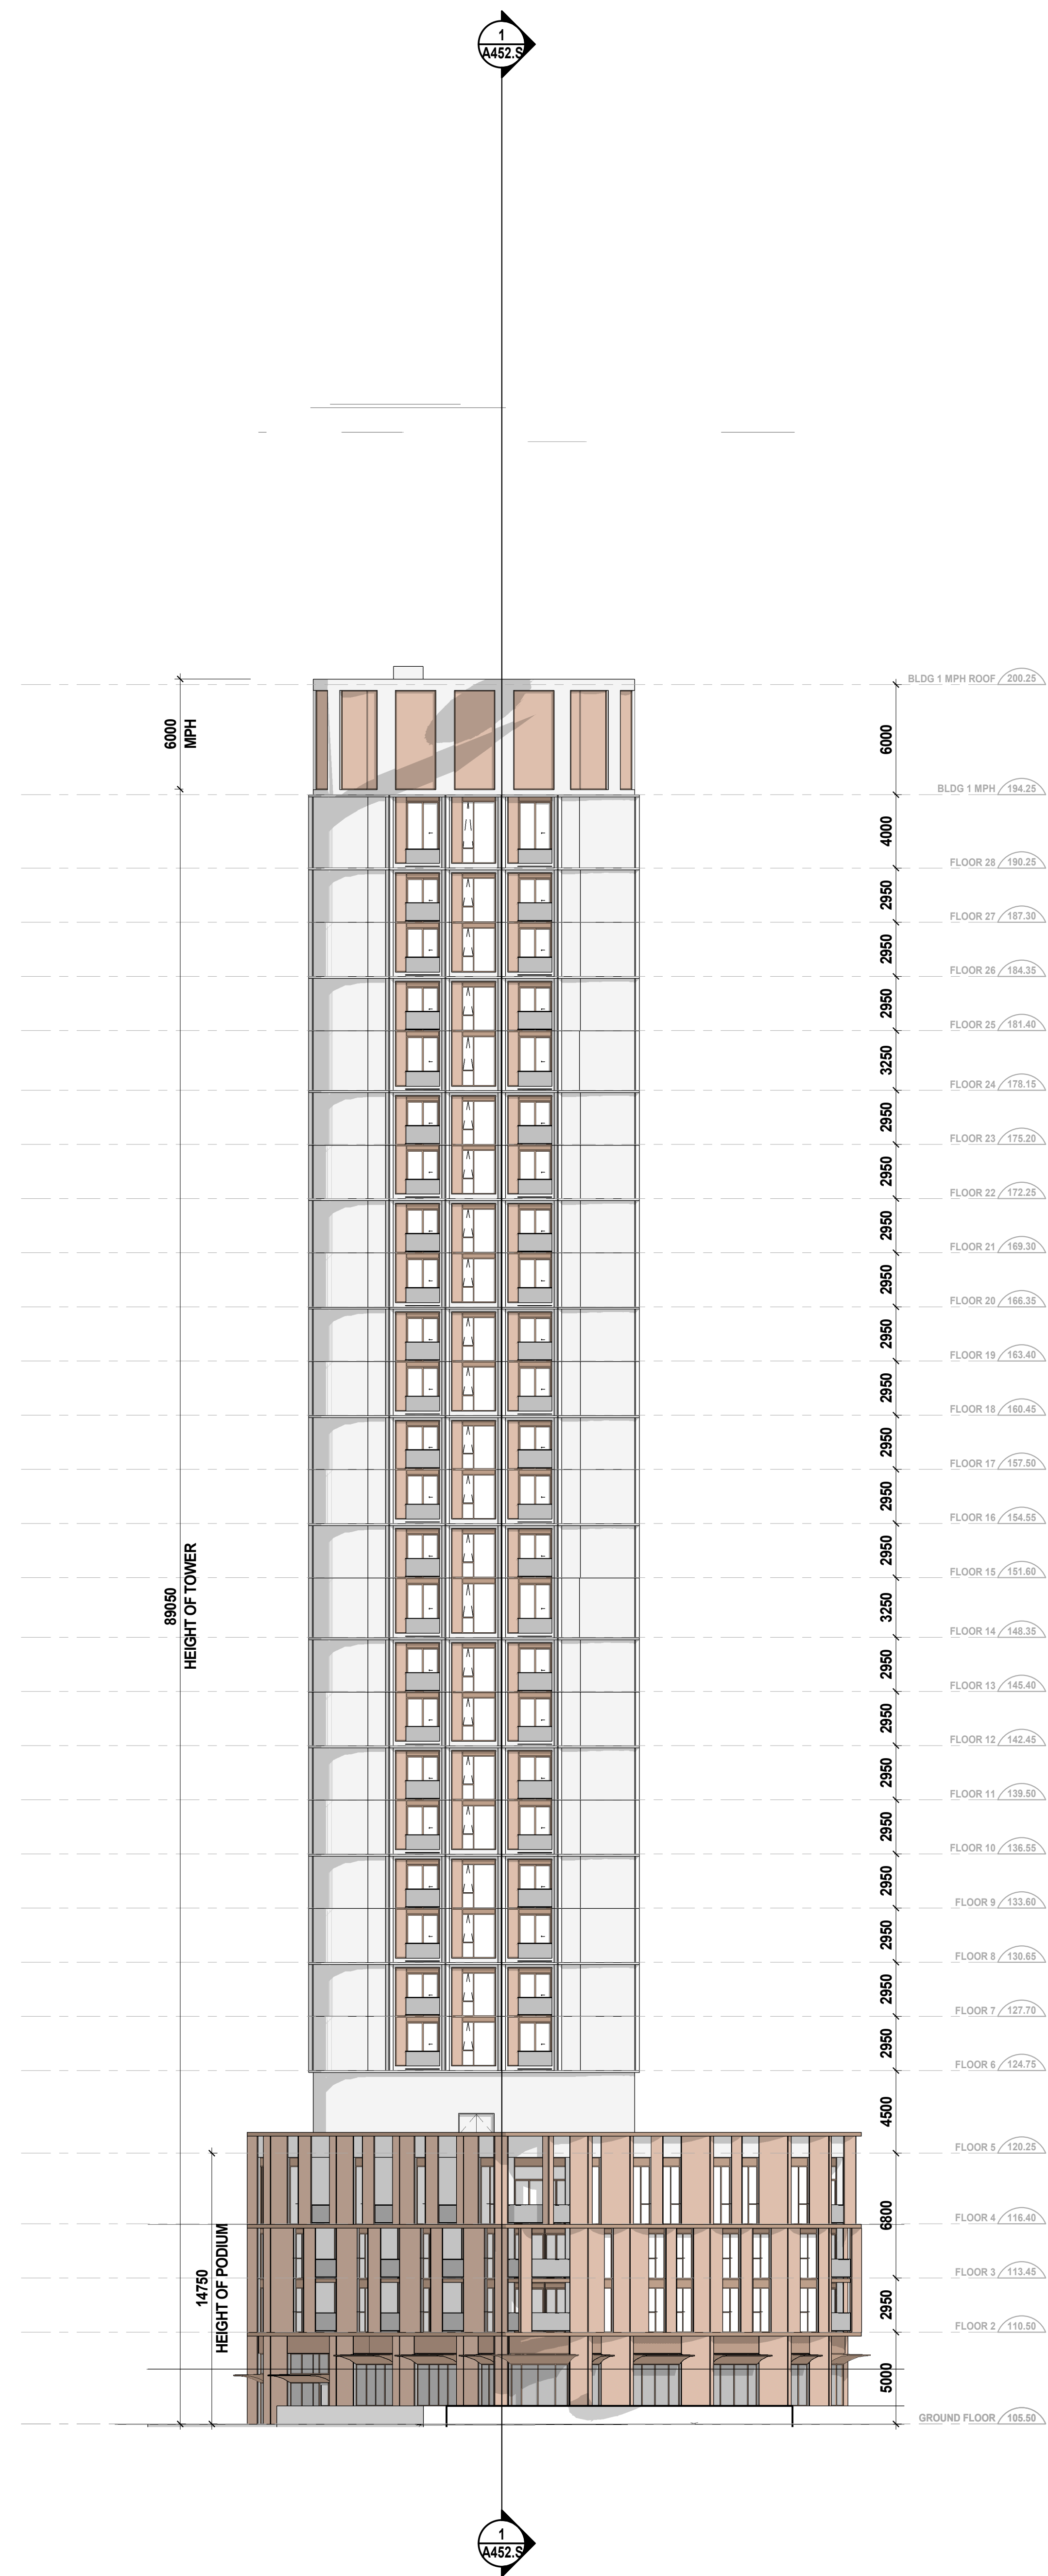 1
A452.S
BLDG 1 MPH ROOF 200.25
6000
MPH
6000
BLDG 1 MPH 194.25
4000
FLOOR 28 190.25
2950
FLOOR 27 187.30
2950
FLOOR 26 184.35
2950
FLOOR 25 181.40
3250
FLOOR 24 178.15
2950
FLOOR 23 175.20
2950
FLOOR 22 172.25
2950
FLOOR 21 169.30
2950
FLOOR 20 166.35
2950
FLOOR 19 163.40
2950
FLOOR 18 160.45
2950
FLOOR 17 157.50
2950
FLOOR 16 154.55
2950
FLOOR 15 151.60
89050
HEIGHT OF TOWER
3250
FLOOR 14 148.35
2950
FLOOR 13 145.40
2950
FLOOR 12 142.45
2950
FLOOR 11 139.50
2950
FLOOR 10 136.55
2950
FLOOR 9 133.60
2950
FLOOR 8 130.65
2950
FLOOR 7 127.70
2950
FLOOR 6 124.75
4500
FLOOR 5 120.25
6800
FLOOR 4 116.40
14750
HEIGHT OF PODIUM
FLOOR 3 113.45
2950
FLOOR 2 110.50
5000
GROUND FLOOR 105.50
1
A452.S